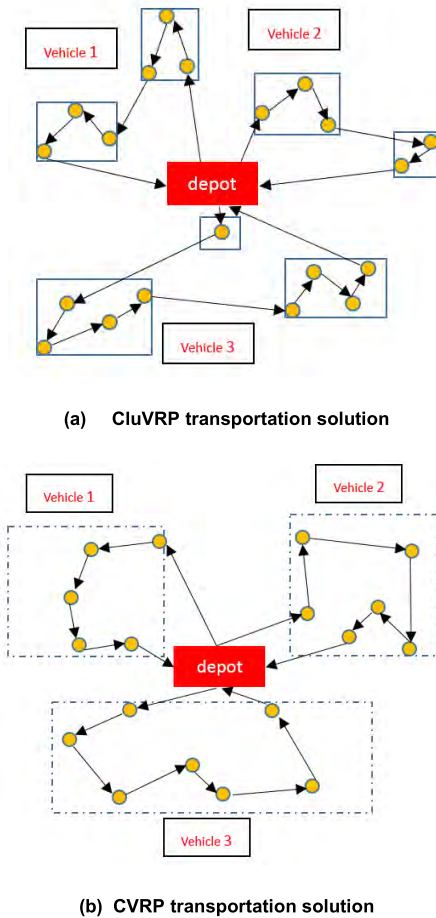 Vehicle 1
Vehicle 2
depot
Vehicle 3
(a) CluVRP transportation solution
Vehicle 1
Vehicle 2
depot
Vehicle 3
(b) CVRP transportation solution